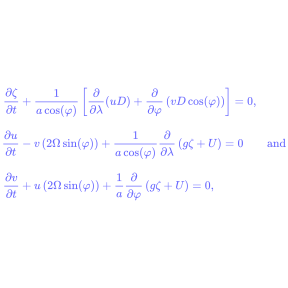 ∂ζ/∂t + 1/(a cos(φ)) [ ∂/∂λ (uD) + ∂/∂φ (vD cos(φ)) ] = 0,
∂u/∂t − v (2Ω sin(φ)) + 1/(a cos(φ)) ∂/∂λ (gζ + U) = 0 and
∂v/∂t + u (2Ω sin(φ)) + 1/a ∂/∂φ (gζ + U) = 0,